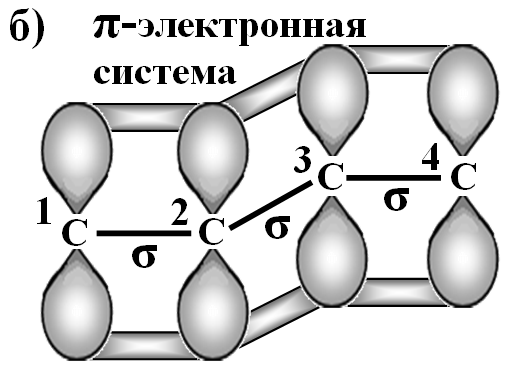 б) π-электронная
система
3 C 4 C
1 C 2 C
σ σ σ